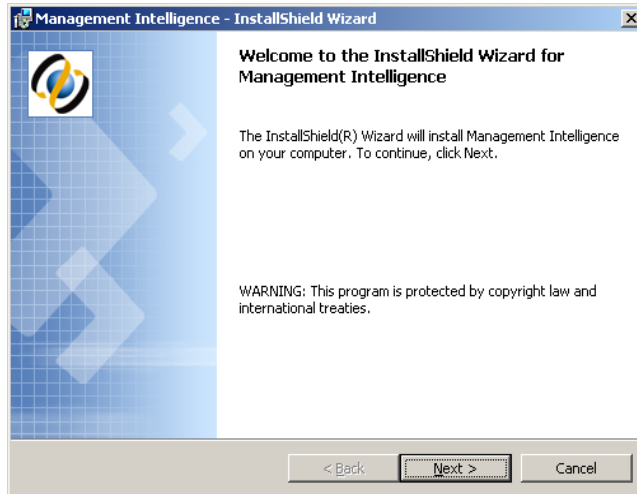 Management Intelligence - InstallShield Wizard
Welcome to the InstallShield Wizard for
Management Intelligence
The InstallShield(R) Wizard will install Management Intelligence
on your computer. To continue, click Next.
WARNING: This program is protected by copyright law and
international treaties.
< Back
Next >
Cancel